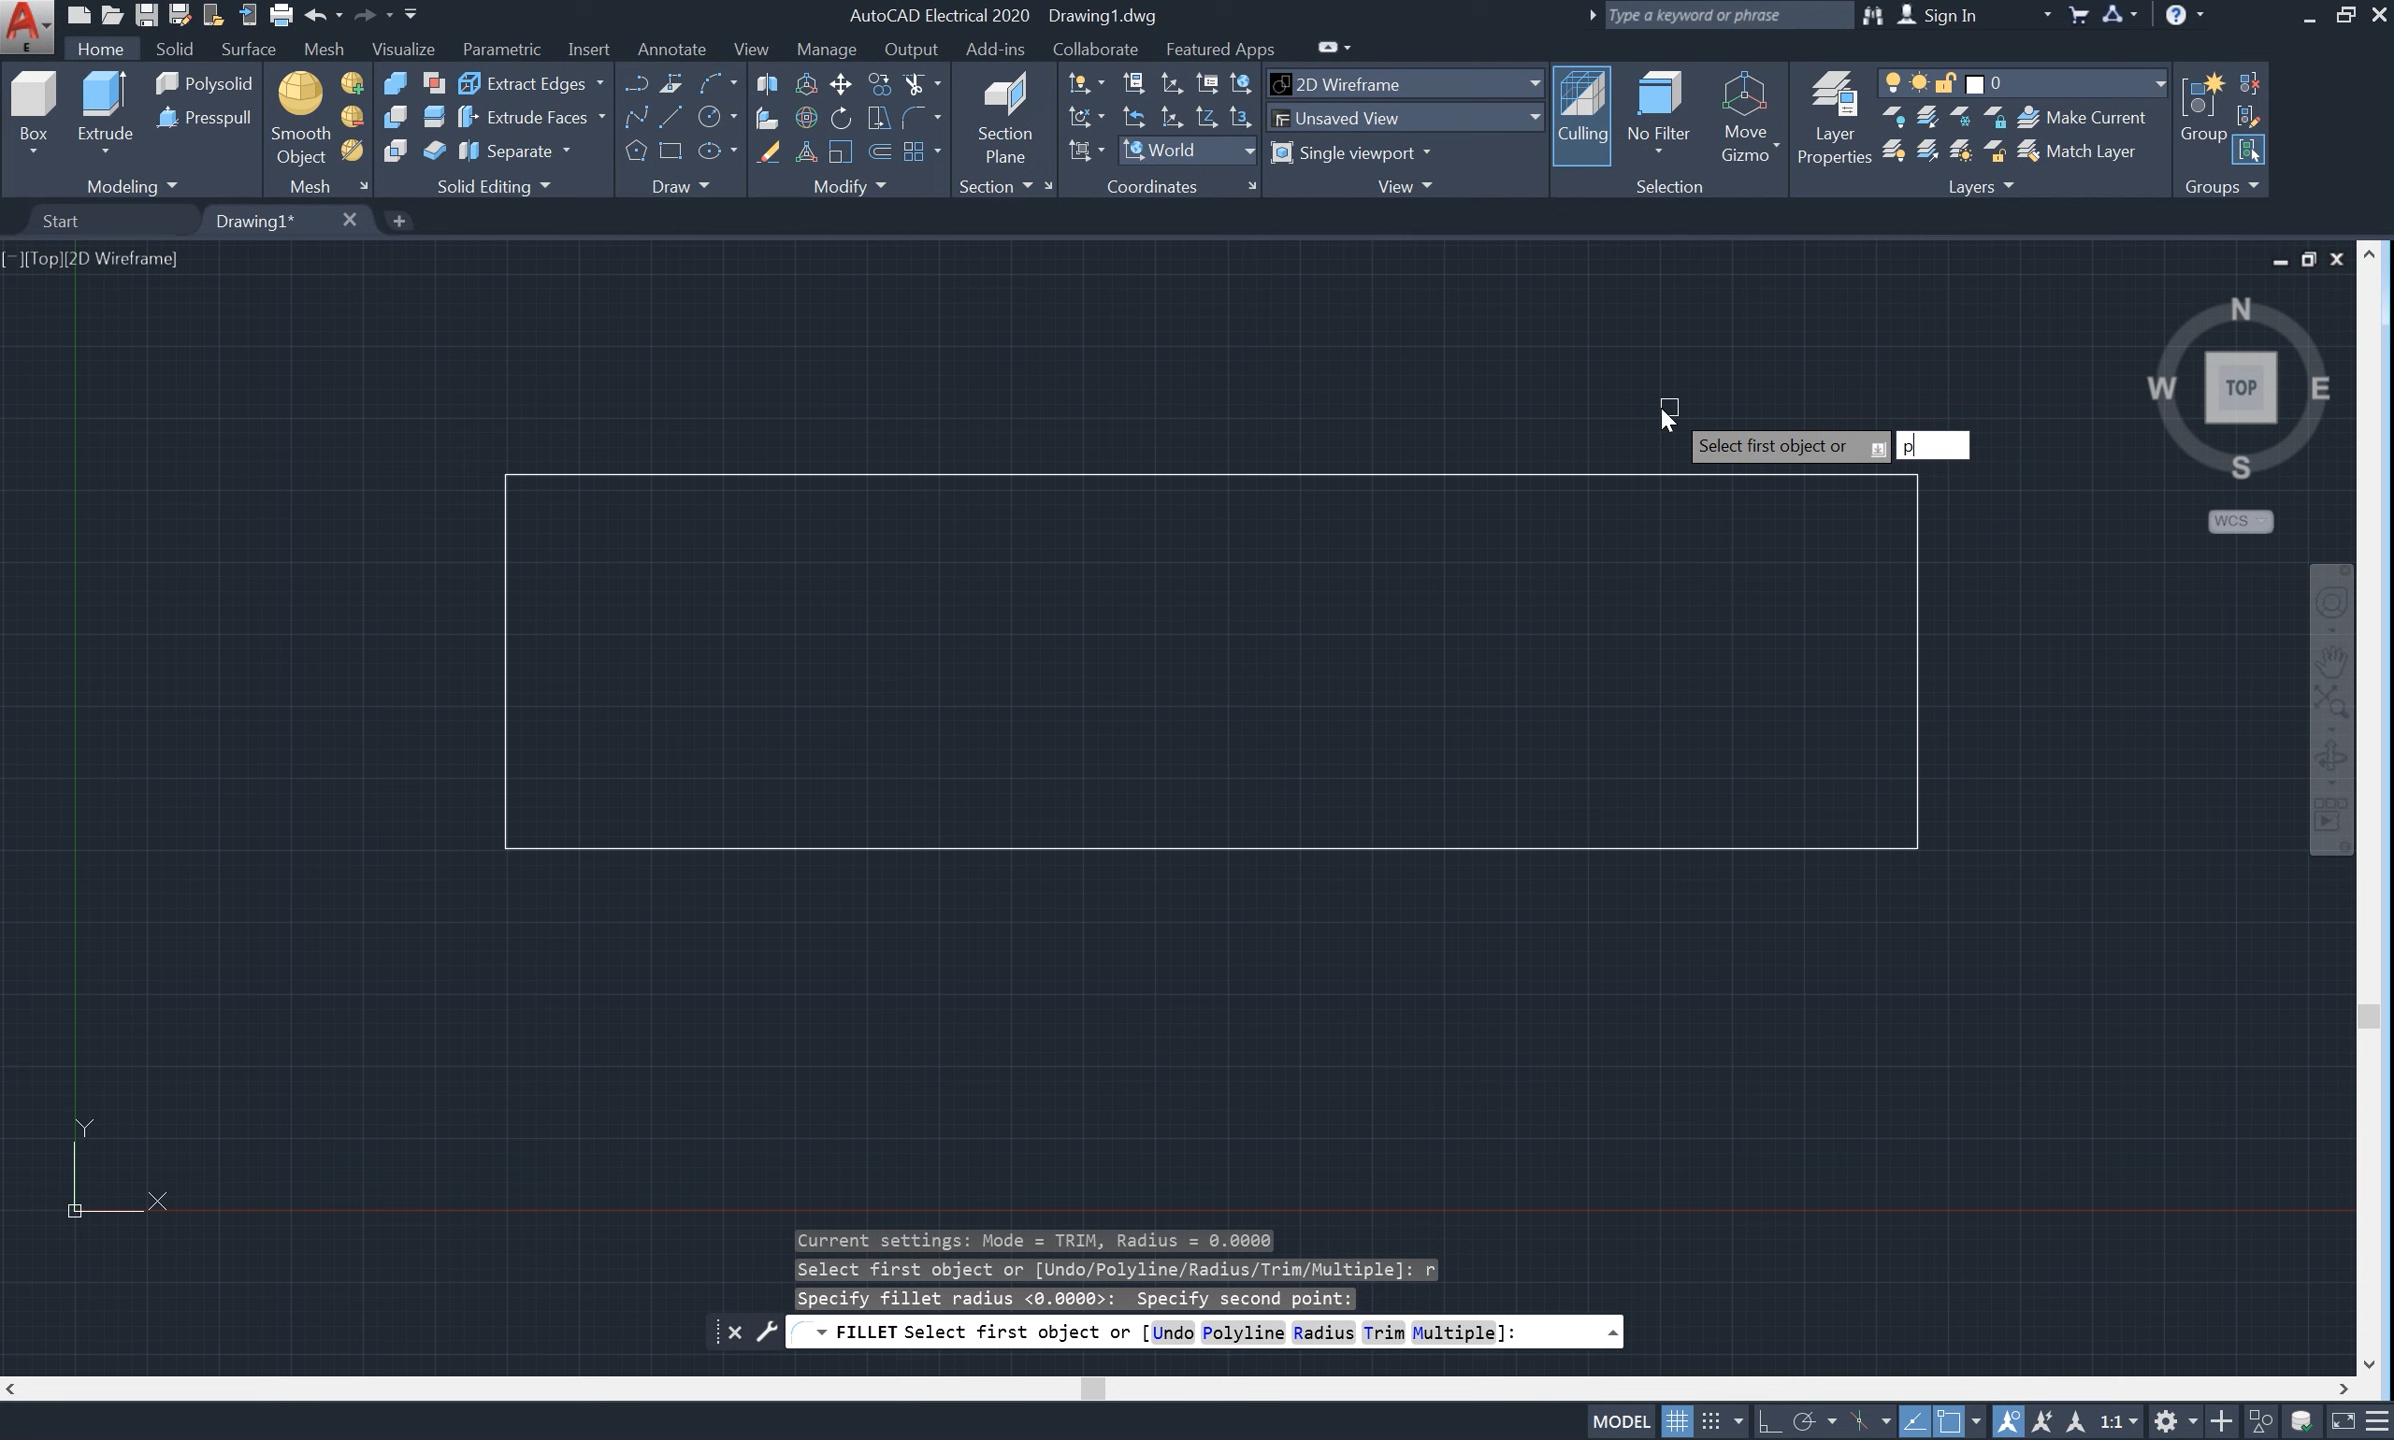 AutoCAD Electrical 2020 Drawing1.dwg
Type a keyword or phrase
Sign In
Home Solid Surface Mesh Visualize Parametric Insert Annotate View Manage Output Add-ins Collaborate Featured Apps
A
E
Box
Extrude
Polysolid
Presspull
Modeling
Smooth
Object
Mesh
Extract Edges
Extrude Faces
Separate
Solid Editing
Draw
Modify
Section
Plane
Section
World
Coordinates
2D Wireframe
Unsaved View
Single viewport
View
Culling
No Filter
Move
Gizmo
Selection
Layer
Properties
0
Make Current
Match Layer
Layers
Group
Groups
Start Drawing1*
[−][Top][2D Wireframe]
N
W TOP E
S
WCS
Select first object or p
Y
X
Current settings: Mode = TRIM, Radius = 0.0000
Select first object or [Undo/Polyline/Radius/Trim/Multiple]: r
Specify fillet radius <0.0000>: Specify second point:
FILLET Select first object or [Undo Polyline Radius Trim Multiple]:
MODEL 1:1